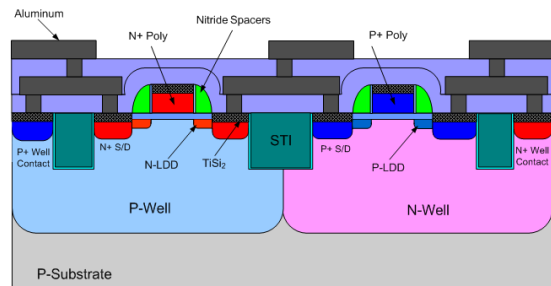 Aluminum
N+ Poly
Nitride Spacers
P+ Poly
P+ Well
Contact
N+ S/D
N-LDD
TiSi2
STI
P+ S/D
P-LDD
N+ Well
Contact
P-Well
N-Well
P-Substrate